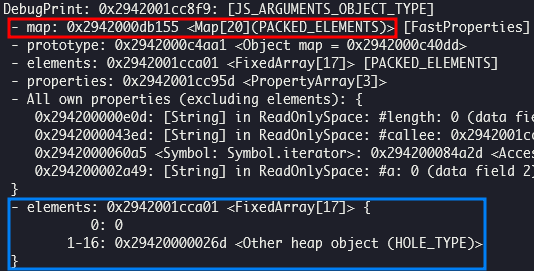 DebugPrint: 0x2942001cc8f9: [JS_ARGUMENTS_OBJECT_TYPE]
- map: 0x2942000db155 <Map[20](PACKED_ELEMENTS)> [FastProperties]
- prototype: 0x2942000c4aa1 <Object map = 0x2942000c40dd>
- elements: 0x2942001cca01 <FixedArray[17]> [PACKED_ELEMENTS]
- properties: 0x2942001cc95d <PropertyArray[3]>
- All own properties (excluding elements): {
0x294200000e0d: [String] in ReadOnlySpace: #length: 0 (data fie
0x2942000043ed: [String] in ReadOnlySpace: #callee: 0x2942001cc
0x2942000060a5 <Symbol: Symbol.iterator>: 0x294200084a2d <Acces
0x294200002a49: [String] in ReadOnlySpace: #a: 0 (data field 2)
}
- elements: 0x2942001cca01 <FixedArray[17]> {
0: 0
1-16: 0x29420000026d <Other heap object (HOLE_TYPE)>
}